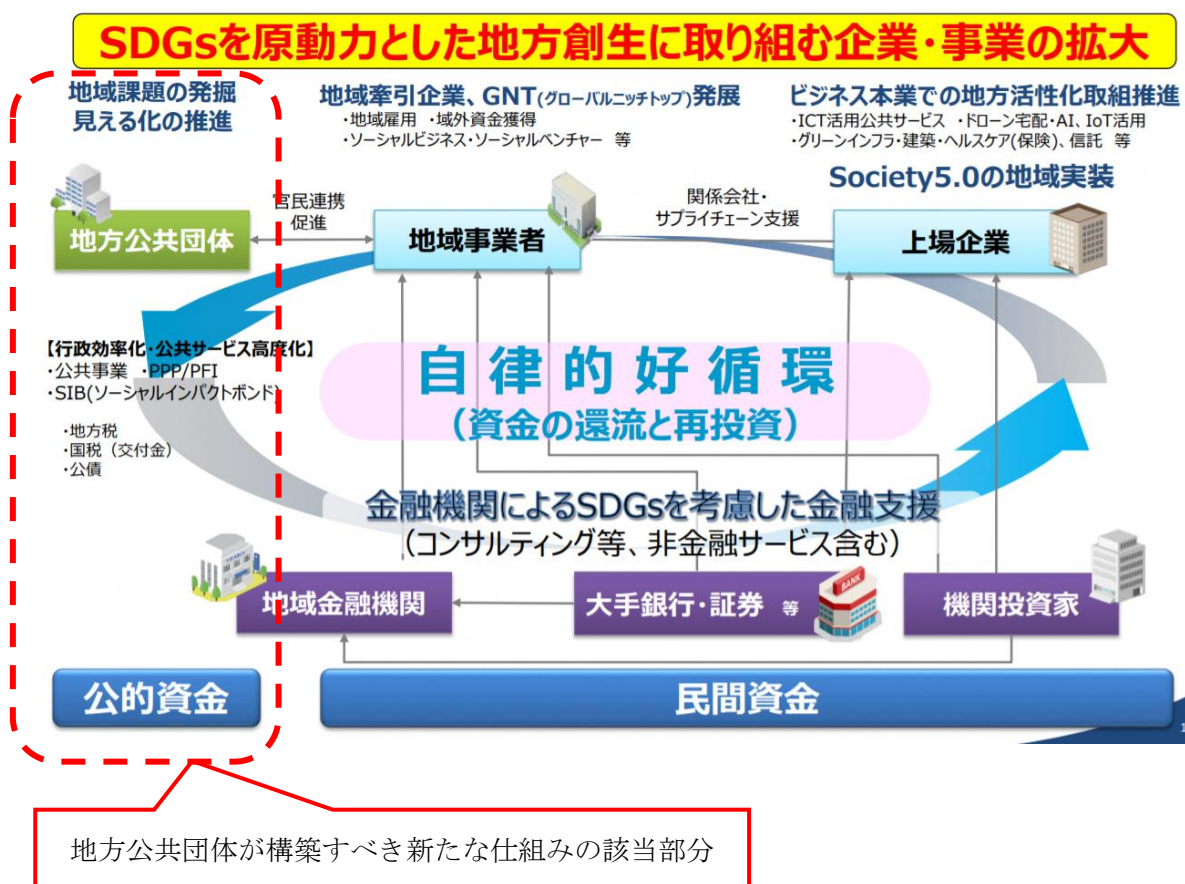 SDGsを原動力とした地方創生に取り組む企業・事業の拡大
地域課題の発掘
見える化の推進
地域牽引企業、GNT(グローバルニッチトップ)発展
・地域雇用 ・域外資金獲得
・ソーシャルビジネス・ソーシャルベンチャー 等
ビジネス本業での地方活性化取組推進
・ICT活用公共サービス ・ドローン宅配・AI、IoT活用
・グリーンインフラ・建築・ヘルスケア(保険)、信託 等
Society5.0の地域実装
地方公共団体
官民連携
促進
地域事業者
関係会社・
サプライチェーン支援
上場企業
【行政効率化・公共サービス高度化】
・公共事業 ・PPP/PFI
・SIB(ソーシャルインパクトボンド)
・地方税
・国税（交付金）
・公債
自律的好循環
（資金の還流と再投資）
金融機関によるSDGsを考慮した金融支援
（コンサルティング等、非金融サービス含む）
地域金融機関
大手銀行・証券 等
BANK
機関投資家
公的資金
民間資金
1
地方公共団体が構築すべき新たな仕組みの該当部分